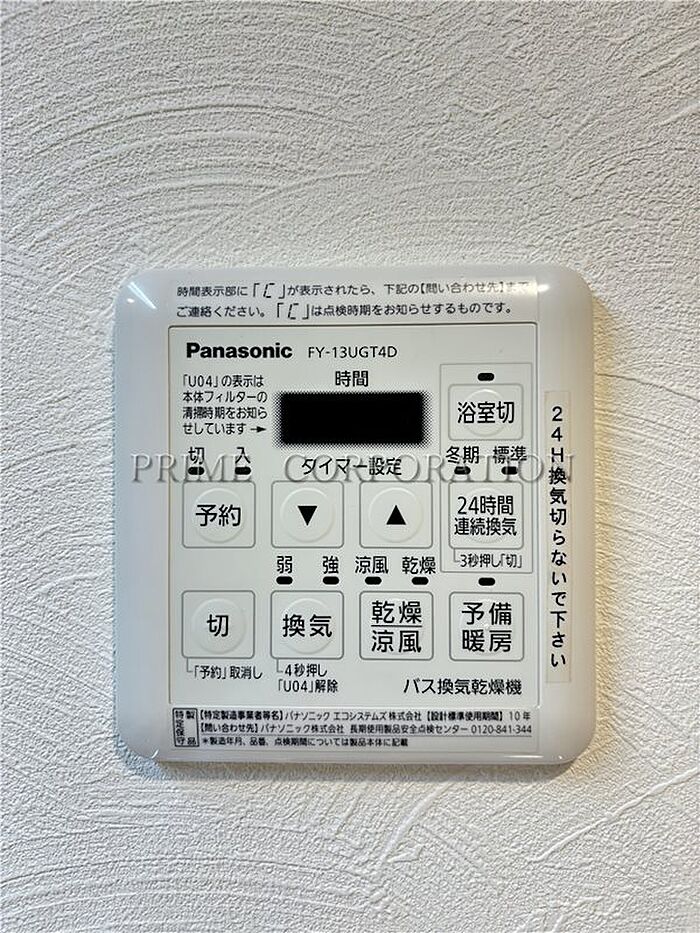 時間表示部に「[」が表示されたら、下記の【問い合わせ先】まで
ご連絡ください。「[」は点検時期をお知らせするものです。
Panasonic FY-13UGT4D
「U04」の表示は
本体フィルターの
清掃時期をお知ら
せしています→
時間
浴室切
切 入
タイマー設定
冬期 標準
PRIME CORPORATION
予約
▼
▲
24時間
連続換気
3秒押し「切」
弱 強 涼風 乾燥
切
換気
乾燥
涼風
予備
暖房
「予約」取消し
4秒押し
「U04」解除
バス換気乾燥機
24H換気切らないで下さい
特定保守製品
【特定製造事業者等名】パナソニック エコシステムズ株式会社【設計標準使用期間】10年
【問い合わせ先】パナソニック株式会社 長期使用製品安全点検センター 0120-841-344
*製造年月、品番、点検期間については製品本体に記載